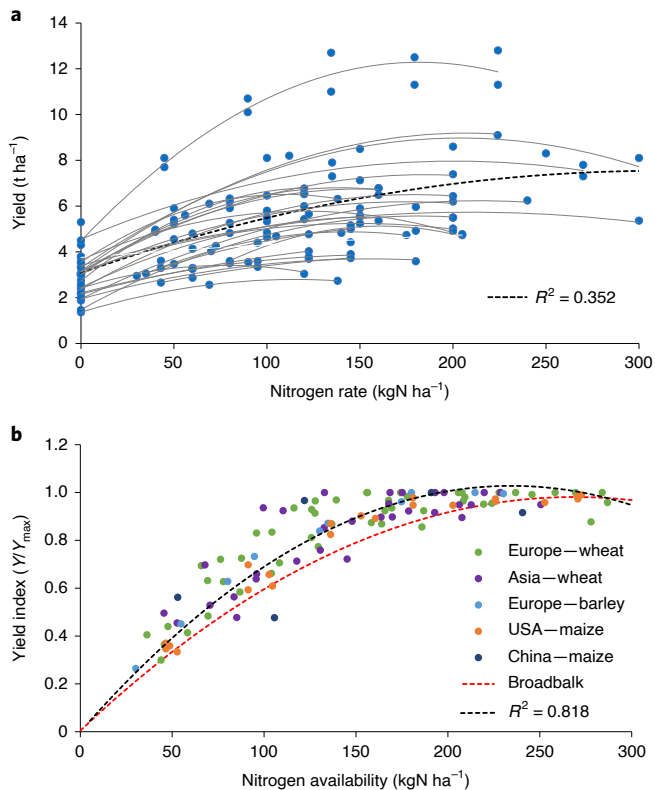 a
14
12
10
8
6
4
2
0
Yield (t ha⁻¹)
R² = 0.352
0 50 100 150 200 250 300
Nitrogen rate (kgN ha⁻¹)
b
1.2
1.0
0.8
0.6
0.4
0.2
0
Yield index (Y/Ymax)
Europe—wheat
Asia—wheat
Europe—barley
USA—maize
China—maize
Broadbalk
R² = 0.818
0 50 100 150 200 250 300
Nitrogen availability (kgN ha⁻¹)